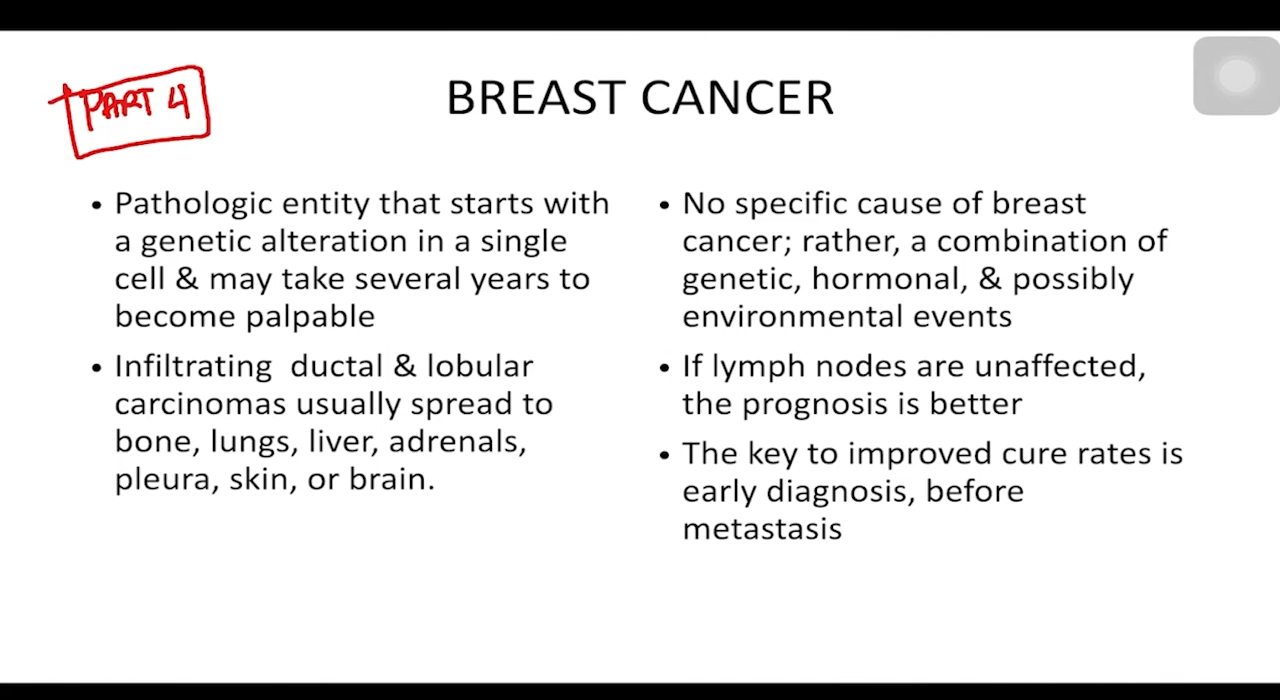 PART 4
BREAST CANCER
• Pathologic entity that starts with
a genetic alteration in a single
cell & may take several years to
become palpable
• Infiltrating ductal & lobular
carcinomas usually spread to
bone, lungs, liver, adrenals,
pleura, skin, or brain.
• No specific cause of breast
cancer; rather, a combination of
genetic, hormonal, & possibly
environmental events
• If lymph nodes are unaffected,
the prognosis is better
• The key to improved cure rates is
early diagnosis, before
metastasis